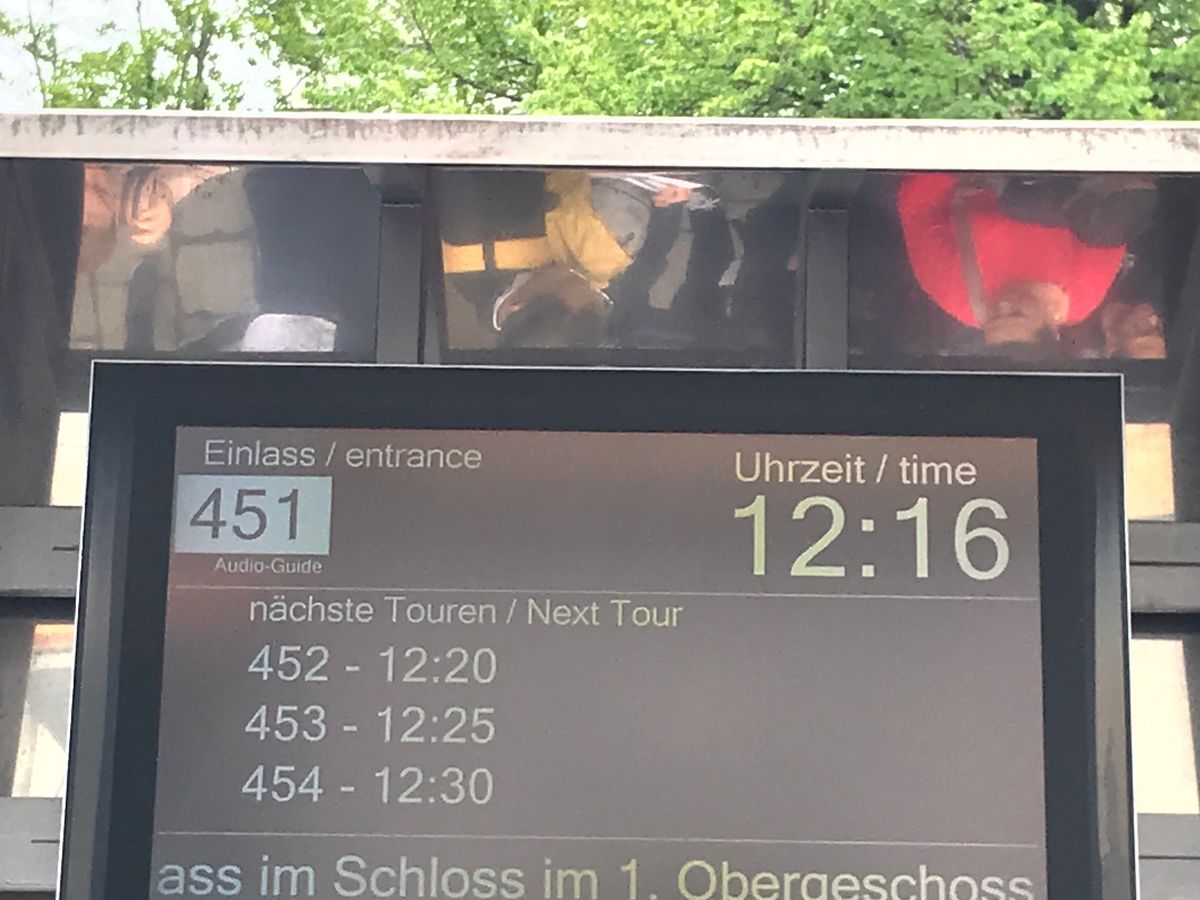 Einlass / entrance
451
Audio-Guide
Uhrzeit / time
12:16
nächste Touren / Next Tour
452 - 12:20
453 - 12:25
454 - 12:30
ass im Schloss im 1. Obergeschoss